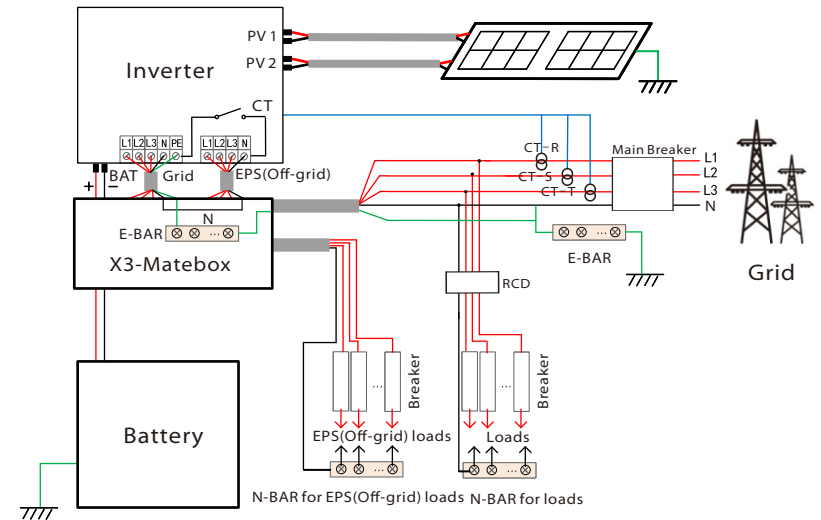 PV 1
PV 2
Inverter
CT
L1 L2 L3 N PE
L1 L2 L3 N
BAT
Grid
EPS(Off-grid)
+
−
N
E-BAR
...
X3-Matebox
CT-R
CT-S
CT-T
Main Breaker
L1
L2
L3
N
E-BAR
...
Grid
RCD
...
Breaker
...
Breaker
Battery
EPS(Off-grid) loads
Loads
...
...
N-BAR for EPS(Off-grid) loads
N-BAR for loads